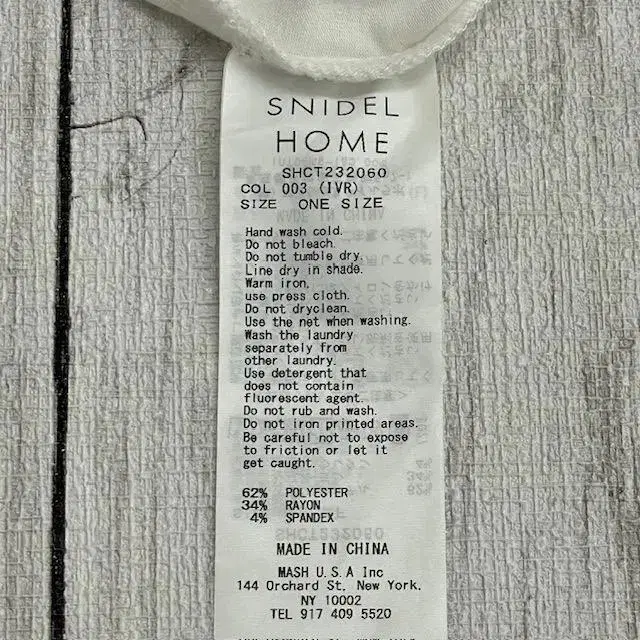 SNIDEL
HOME
SHCT232060
COL 003 (IVR)
SIZE ONE SIZE
Hand wash cold.
Do not bleach.
Do not tumble dry.
Line dry in shade.
Warm iron,
use press cloth.
Do not dryclean.
Use the net when washing.
Wash the laundry
separately from
other laundry.
Use detergent that
does not contain
fluorescent agent.
Do not rub and wash.
Do not iron printed areas.
Be careful not to expose
to friction or let it
get caught.
62% POLYESTER
34% RAYON
4% SPANDEX
MADE IN CHINA
MASH U.S.A Inc
144 Orchard St. New York.
NY 10002
TEL 917 409 5520